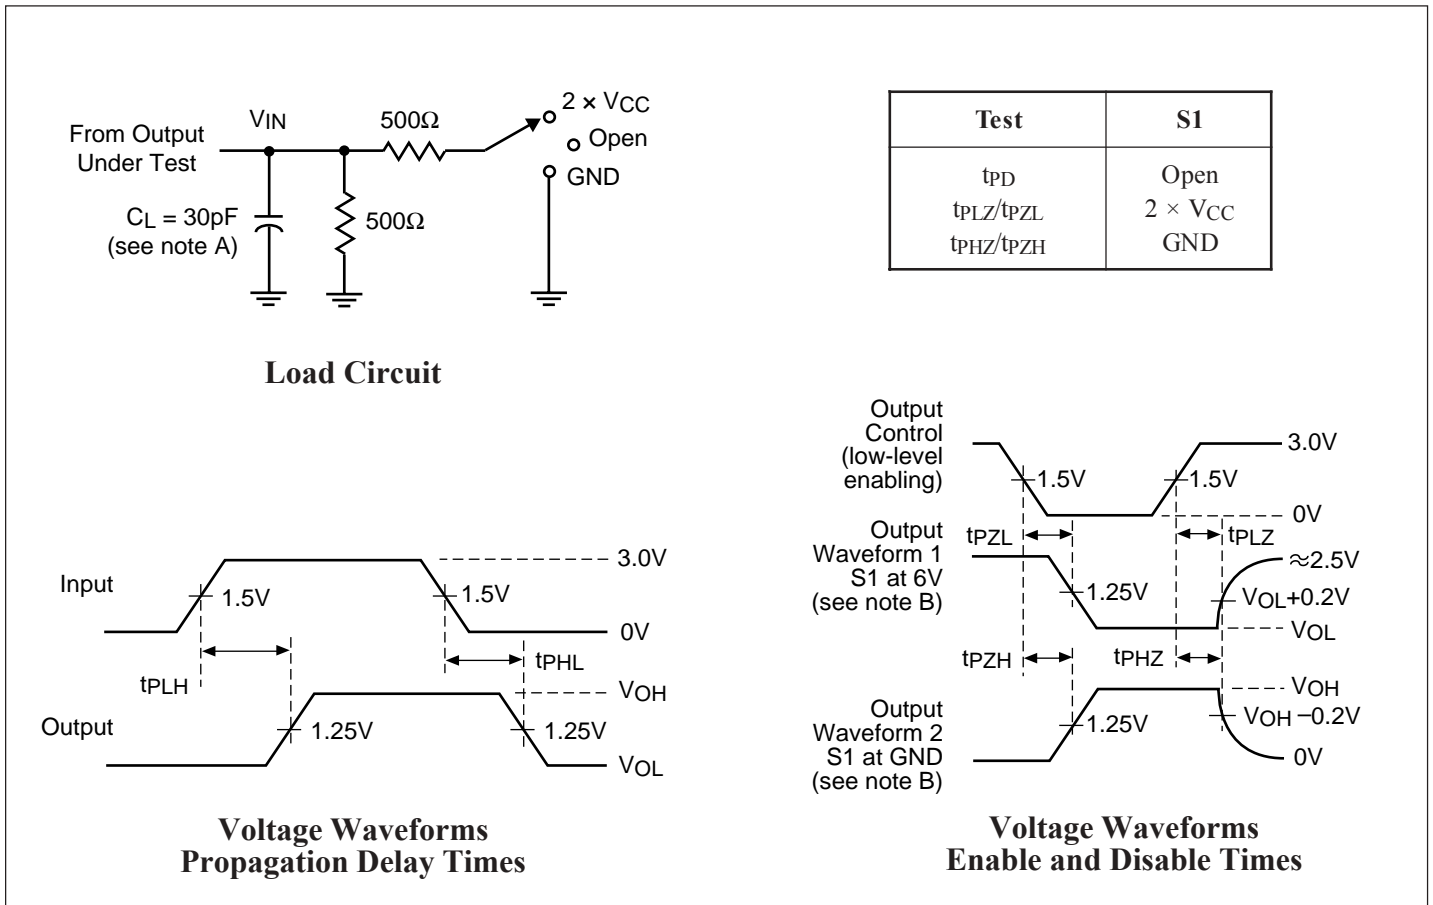 From Output
Under Test
VIN
500Ω
2 × VCC
Open
GND
CL = 30pF
(see note A)
500Ω
Load Circuit
Test S1
tPD Open
tPLZ/tPZL 2 × VCC
tPHZ/tPZH GND
Input
1.5V
1.5V
3.0V
0V
tPLH
tPHL
Output
1.25V
1.25V
VOH
VOL
Voltage Waveforms
Propagation Delay Times
Output
Control
(low-level
enabling)
1.5V
1.5V
3.0V
0V
Output
Waveform 1
S1 at 6V
(see note B)
tPZL
tPLZ
1.25V
≈2.5V
VOL+0.2V
VOL
tPZH
tPHZ
Output
Waveform 2
S1 at GND
(see note B)
1.25V
VOH
VOH –0.2V
0V
Voltage Waveforms
Enable and Disable Times